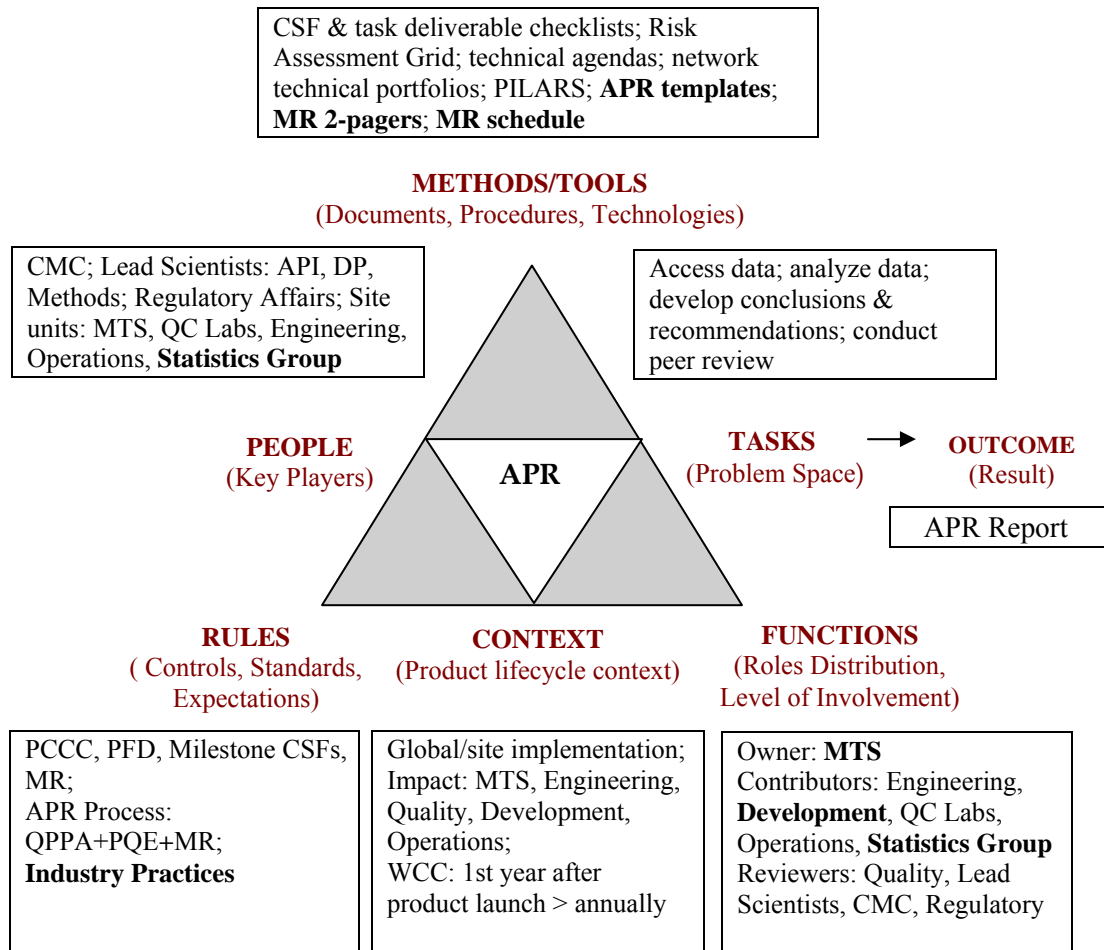 CSF & task deliverable checklists; Risk
Assessment Grid; technical agendas; network
technical portfolios; PILARS; APR templates;
MR 2-pagers; MR schedule
METHODS/TOOLS
(Documents, Procedures, Technologies)
CMC; Lead Scientists: API, DP,
Methods; Regulatory Affairs; Site
units: MTS, QC Labs, Engineering,
Operations, Statistics Group
Access data; analyze data;
develop conclusions &
recommendations; conduct
peer review
PEOPLE
(Key Players)
APR
TASKS
(Problem Space)
OUTCOME
(Result)
APR Report
RULES
( Controls, Standards,
Expectations)
CONTEXT
(Product lifecycle context)
FUNCTIONS
(Roles Distribution,
Level of Involvement)
PCCC, PFD, Milestone CSFs,
MR;
APR Process:
QPPA+PQE+MR;
Industry Practices
Global/site implementation;
Impact: MTS, Engineering,
Quality, Development,
Operations;
WCC: 1st year after
product launch > annually
Owner: MTS
Contributors: Engineering,
Development, QC Labs,
Operations, Statistics Group
Reviewers: Quality, Lead
Scientists, CMC, Regulatory